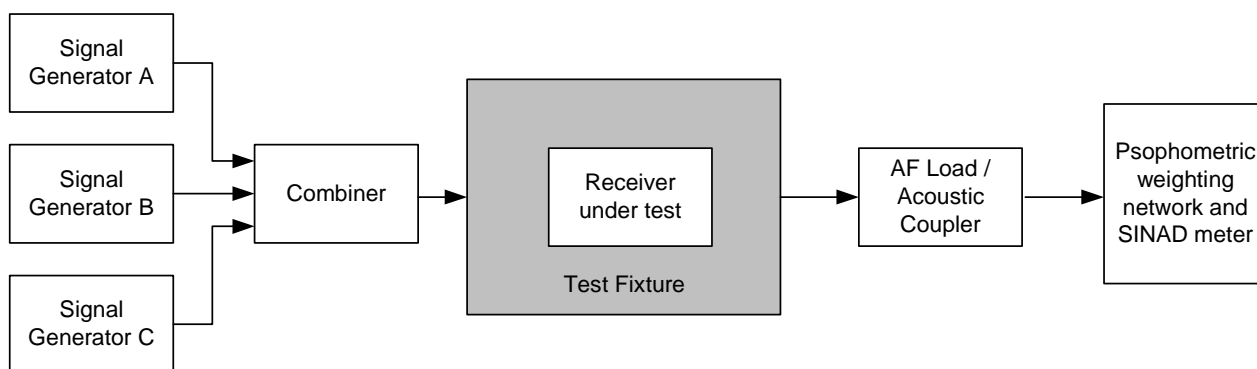 Signal
Generator A
Signal
Generator B
Signal
Generator C
Combiner
Receiver
under test
Test Fixture
AF Load /
Acoustic
Coupler
Psophometric
weighting
network and
SINAD meter